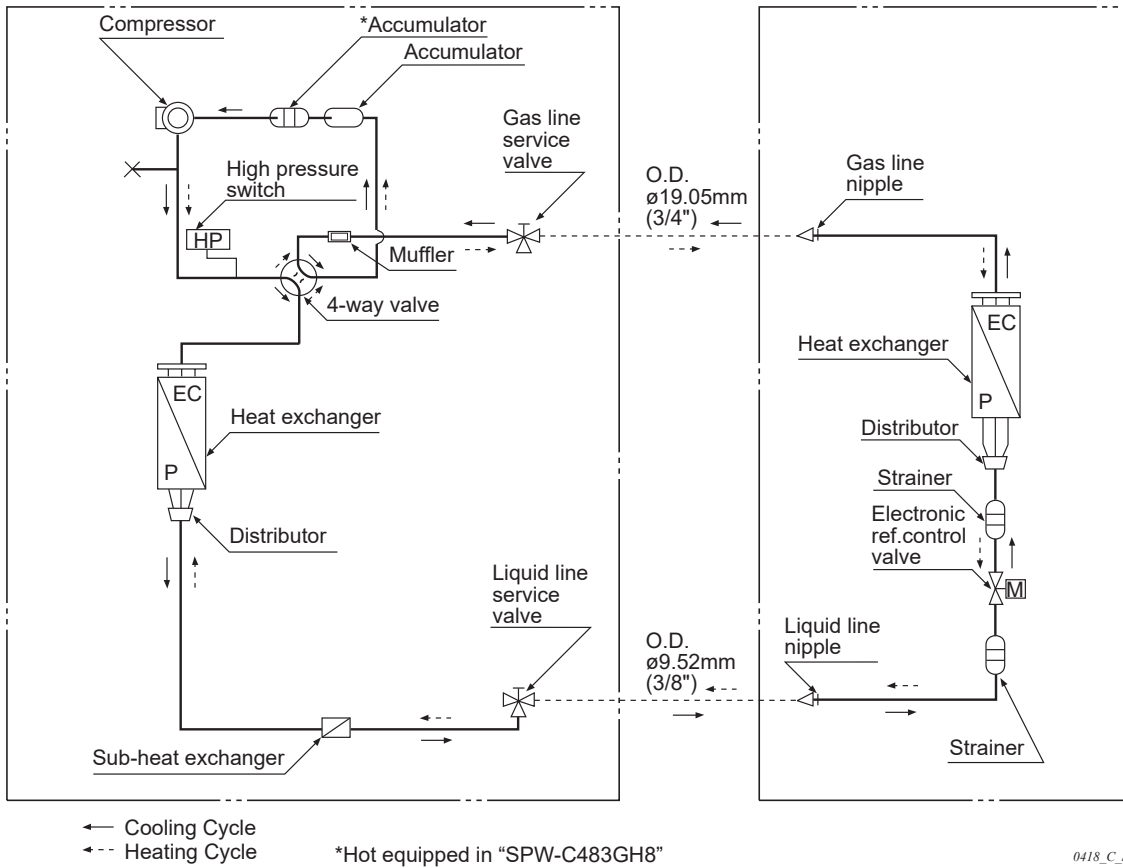 Compressor
*Accumulator
Accumulator
High pressure
switch
HP
Muffler
4-way valve
Gas line
service
valve
O.D.
ø19.05mm
(3/4")
Gas line
nipple
EC
P
Heat exchanger
Distributor
EC
P
Heat exchanger
Distributor
Strainer
Electronic
ref.control
valve
M
Liquid line
service
valve
O.D.
ø9.52mm
(3/8")
Liquid line
nipple
Sub-heat exchanger
Strainer
Cooling Cycle
Heating Cycle
*Hot equipped in “SPW-C483GH8”